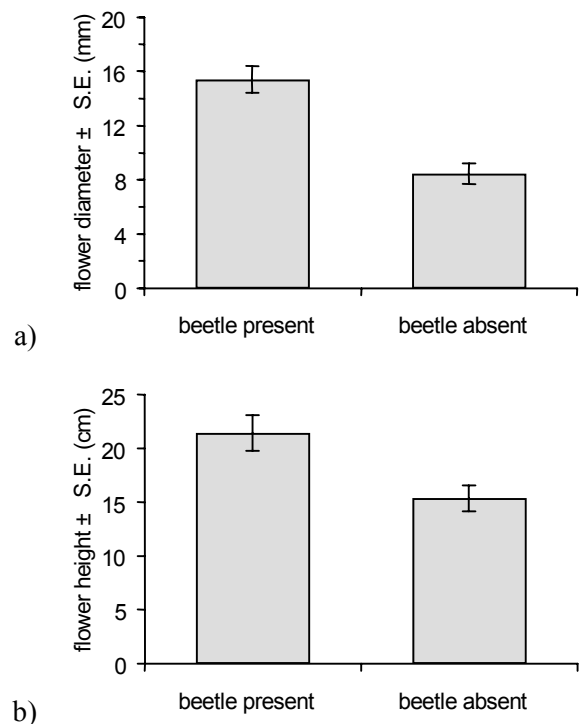 flower diameter ± S.E. (mm)
20
16
12
8
4
0
beetle present beetle absent
a)
flower height ± S.E. (cm)
25
20
15
10
5
0
beetle present beetle absent
b)